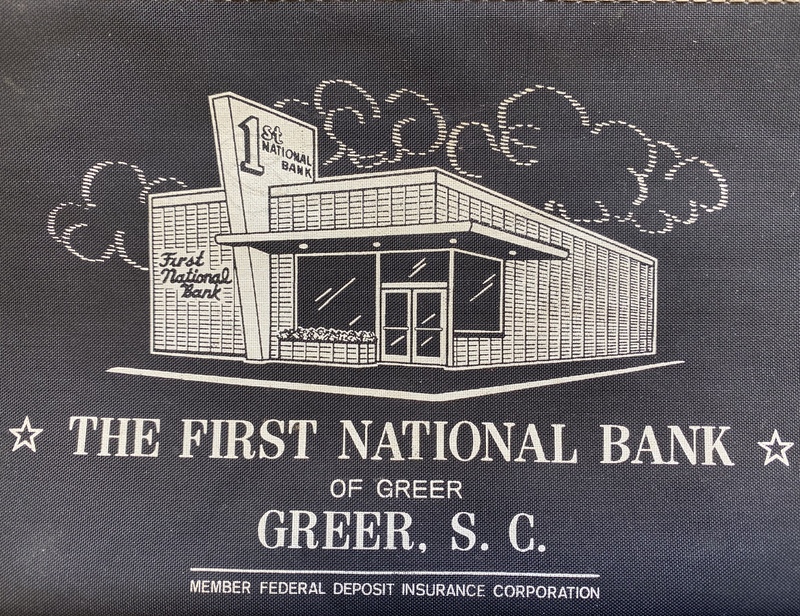 1st
NATIONAL
BANK
First
National
Bank
☆ THE FIRST NATIONAL BANK ☆
OF GREER
GREER, S. C.
MEMBER FEDERAL DEPOSIT INSURANCE CORPORATION